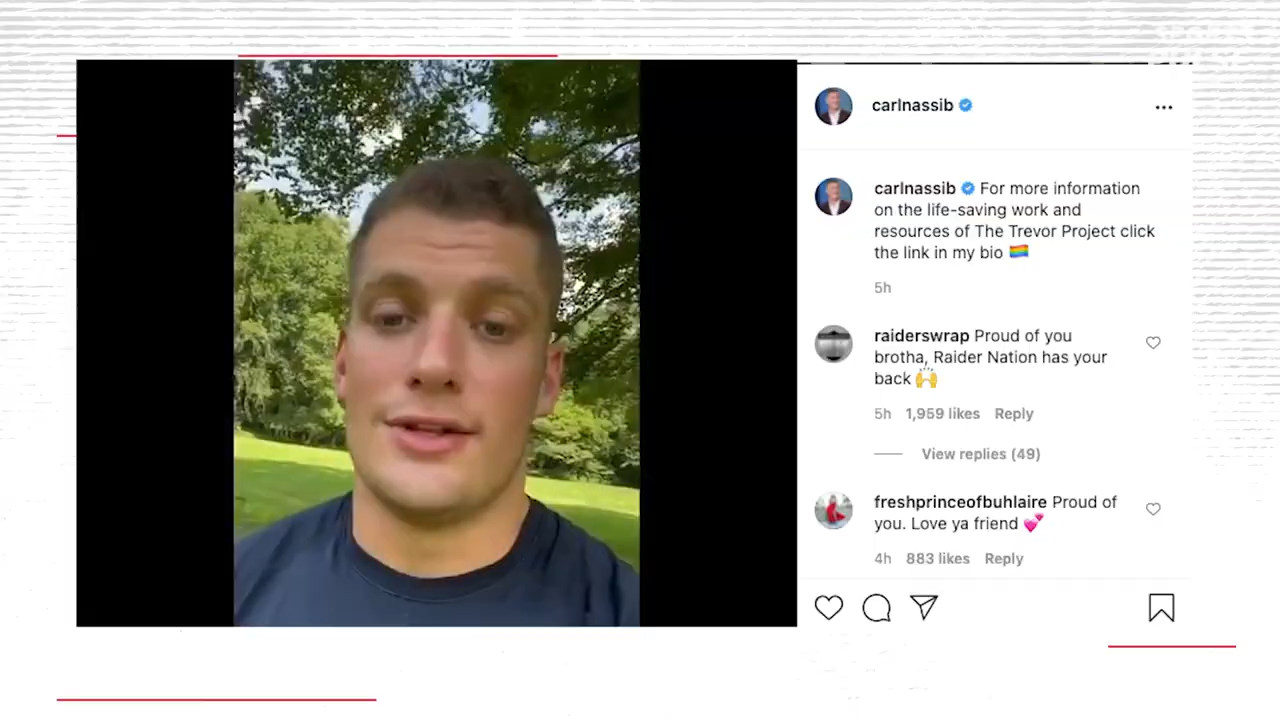 carlnassib
carlnassib For more information
on the life-saving work and
resources of The Trevor Project click
the link in my bio 🏳️‍🌈
5h
raiderswrap Proud of you
brotha, Raider Nation has your
back 🙌
5h 1,959 likes Reply
View replies (49)
freshprinceofbuhlaire Proud of
you. Love ya friend 💕
4h 883 likes Reply